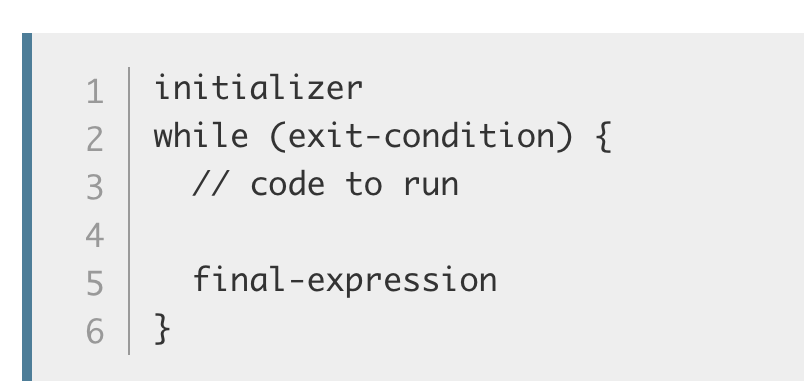 1 initializer
2 while (exit-condition) {
3   // code to run
4
5   final-expression
6 }